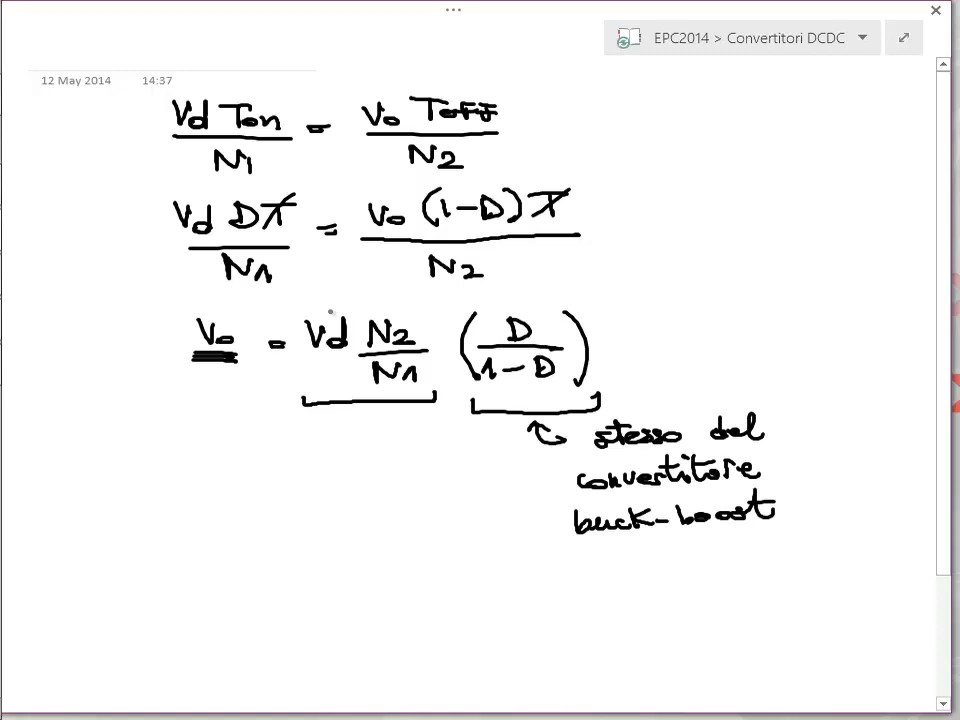 EPC2014 > Convertitori DCDC
12 May 2014 14:37
Vd Ton / N1 = Vo Toff / N2
Vd DT / N1 = Vo (1-D) T / N2
Vo = Vd N2 / N1 (D / 1-D)
stesso del
convertitore
buck-boost